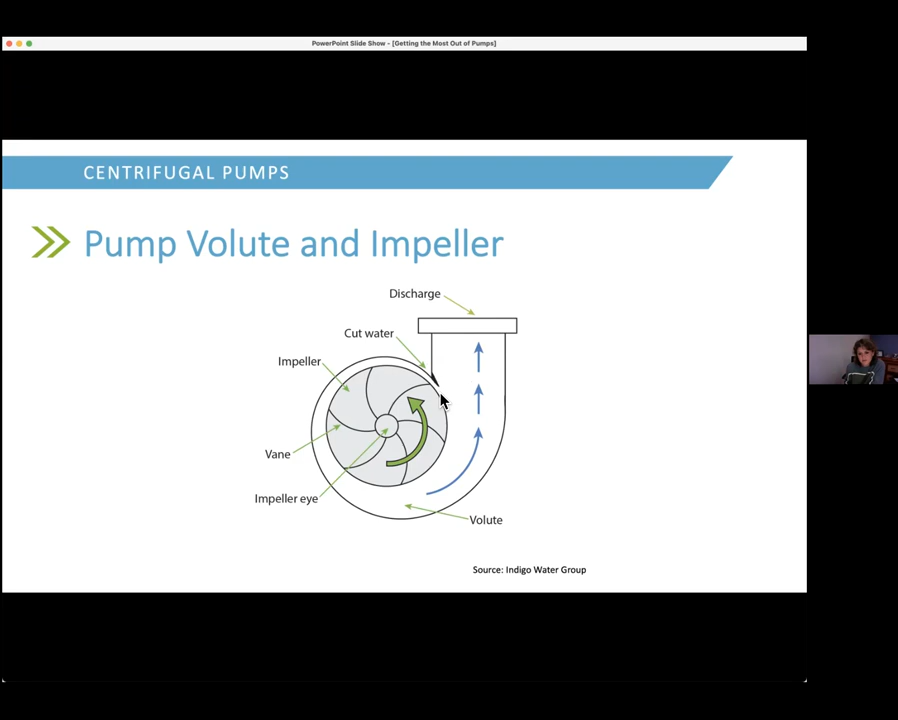 PowerPoint Slide Show - [Getting the Most Out of Pumps]
CENTRIFUGAL PUMPS
Pump Volute and Impeller
Discharge
Cut water
Impeller
Vane
Impeller eye
Volute
Source: Indigo Water Group